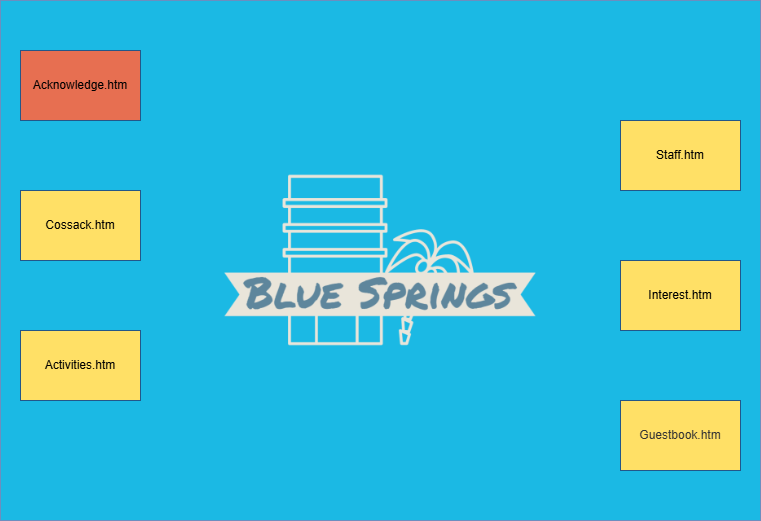 Acknowledge.htm
Staff.htm
Cossack.htm
Interest.htm
BLUE SPRINGS
Activities.htm
Guestbook.htm